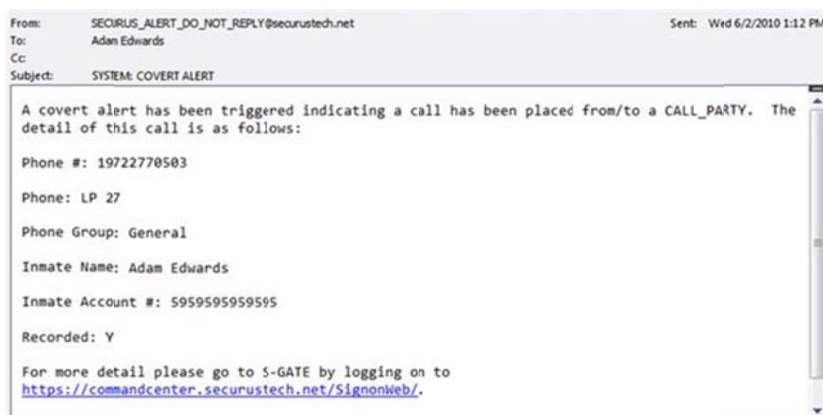 From: SECURUS_ALERT_DO_NOT_REPLY@securustech.net Sent: Wed 6/2/2010 1:12 PM
To: Adam Edwards
Cc:
Subject: SYSTEM: COVERT ALERT
A covert alert has been triggered indicating a call has been placed from/to a CALL_PARTY. The
detail of this call is as follows:
Phone #: 19722770503
Phone: LP 27
Phone Group: General
Inmate Name: Adam Edwards
Inmate Account #: 5959595959595
Recorded: Y
For more detail please go to S-GATE by logging on to
https://commandcenter.securustech.net/SignonWeb/.